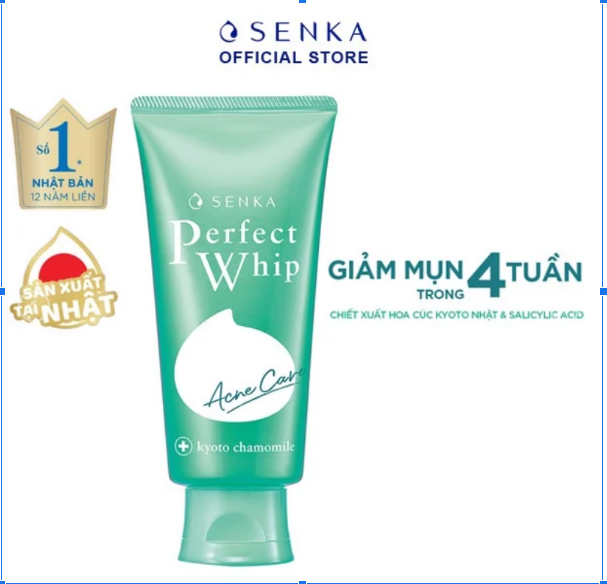 SENKA
OFFICIAL STORE
Số 1*
NHẬT BẢN
12 NĂM LIỀN
SẢN XUẤT
TẠI NHẬT
SENKA
Perfect
Whip
Acne Care
kyoto chamomile
GIẢM MỤN
TRONG 4 TUẦN
CHIẾT XUẤT HOA CÚC KYOTO NHẬT & SALICYLIC ACID